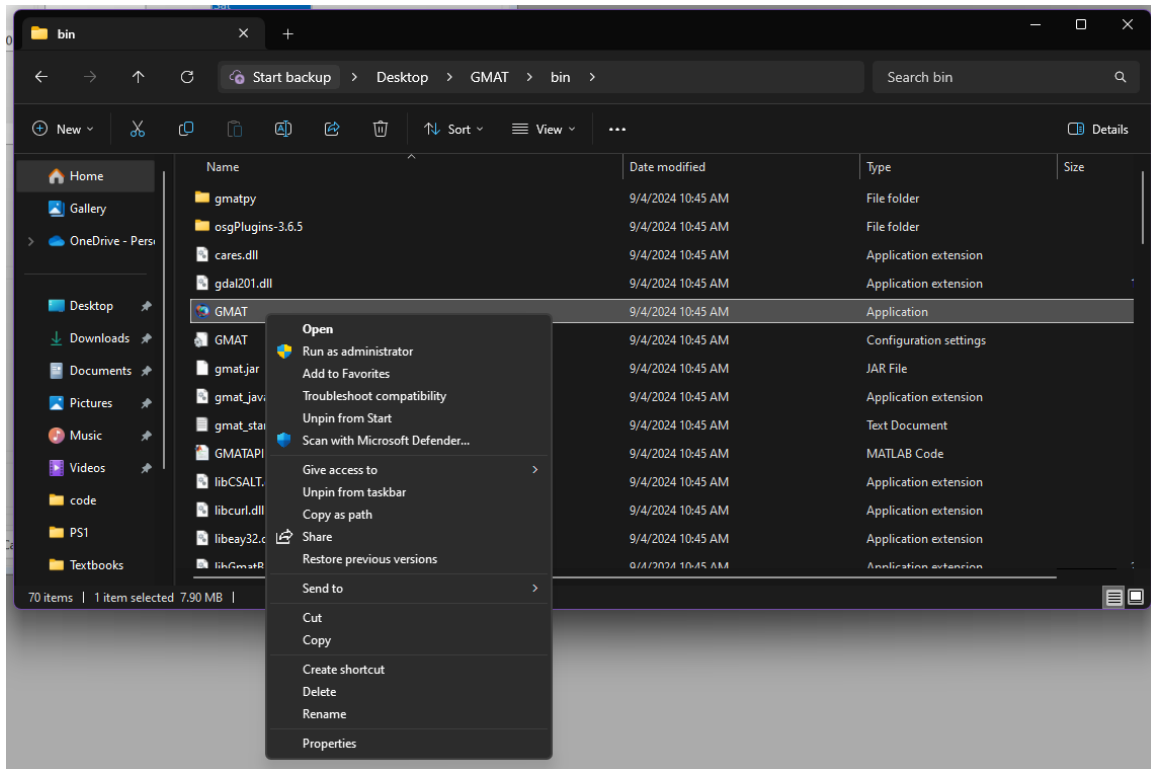 bin
Start backup > Desktop > GMAT > bin >
Search bin
New
Sort
View
Details
Name Date modified Type Size
Home
Gallery
OneDrive - Pers
Desktop
Downloads
Documents
Pictures
Music
Videos
code
PS1
Textbooks
gmatpy 9/4/2024 10:45 AM File folder
osgPlugins-3.6.5 9/4/2024 10:45 AM File folder
cares.dll 9/4/2024 10:45 AM Application extension
gdal201.dll 9/4/2024 10:45 AM Application extension
GMAT 9/4/2024 10:45 AM Application
GMAT 9/4/2024 10:45 AM Configuration settings
gmat.jar 9/4/2024 10:45 AM JAR File
gmat_java 9/4/2024 10:45 AM Application extension
gmat_star 9/4/2024 10:45 AM Text Document
GMATAPI 9/4/2024 10:45 AM MATLAB Code
libCSALT. 9/4/2024 10:45 AM Application extension
libcurl.dll 9/4/2024 10:45 AM Application extension
libeay32.d 9/4/2024 10:45 AM Application extension
libGmatB 9/4/2024 10:45 AM Application extension
Open
Run as administrator
Add to Favorites
Troubleshoot compatibility
Unpin from Start
Scan with Microsoft Defender...
Give access to
Unpin from taskbar
Copy as path
Share
Restore previous versions
Send to
Cut
Copy
Create shortcut
Delete
Rename
Properties
70 items | 1 item selected 7.90 MB |